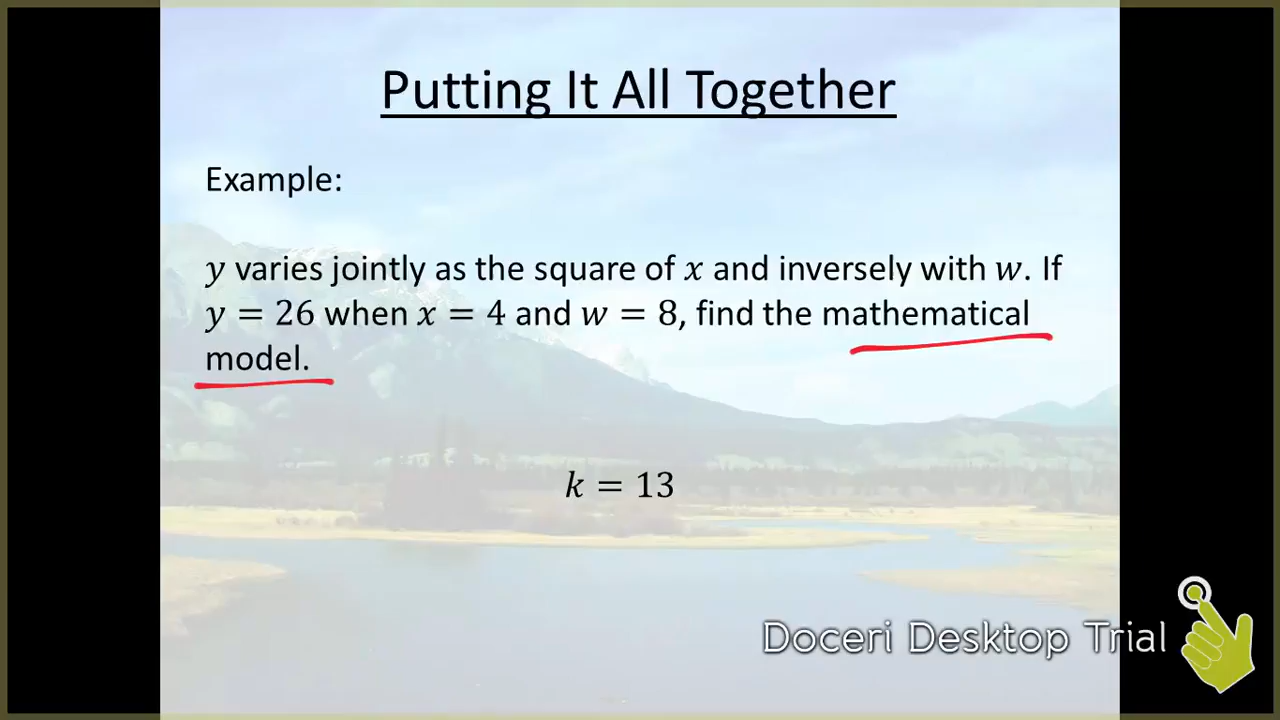 Putting It All Together
Example:
y varies jointly as the square of x and inversely with w. If
y = 26 when x = 4 and w = 8, find the mathematical
model.
k = 13
Doceri Desktop Trial